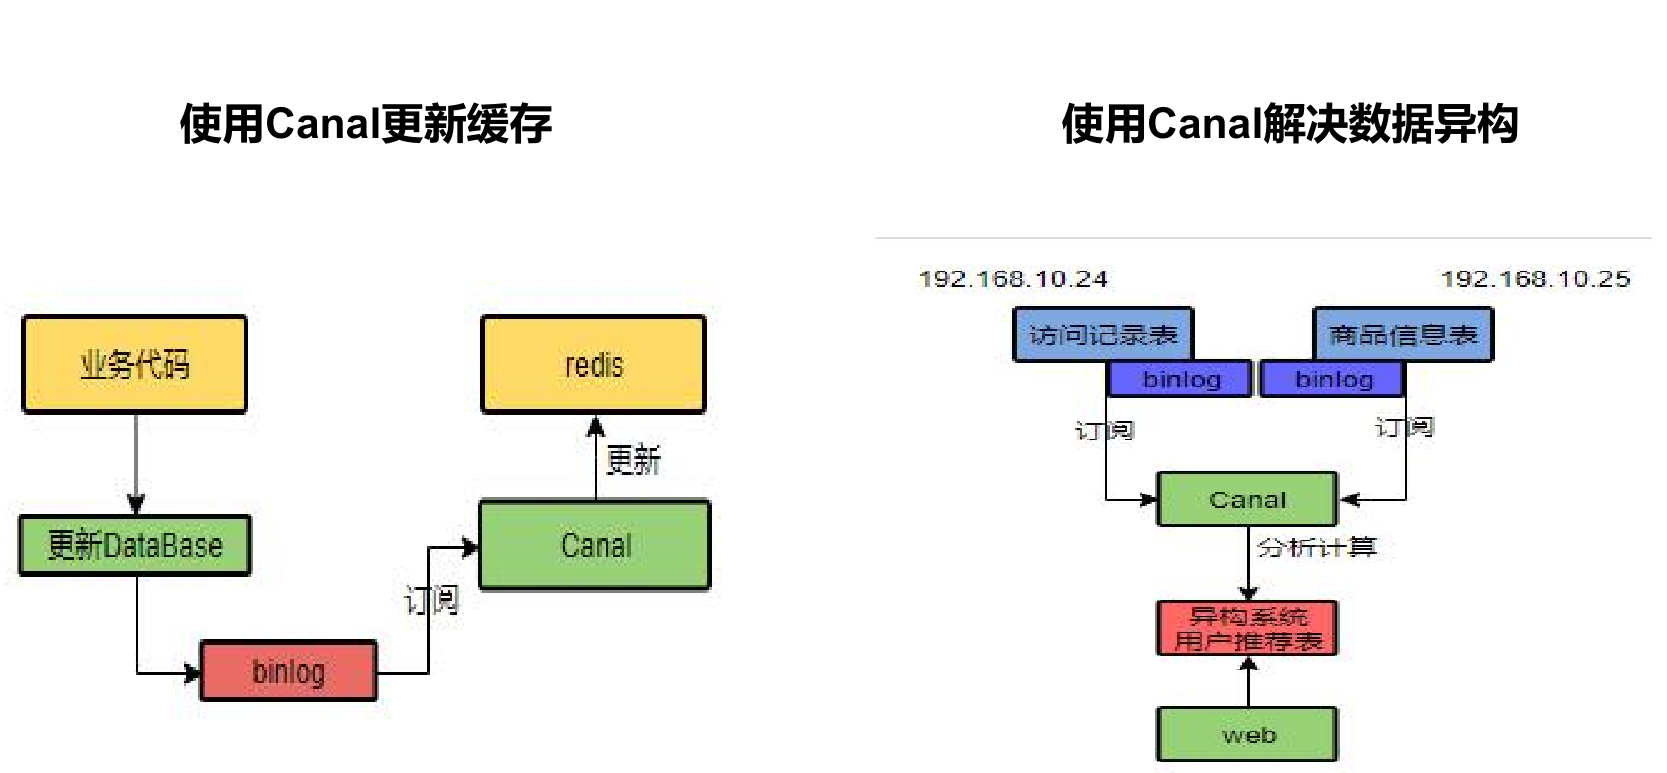 使用Canal更新缓存
业务代码
redis
更新
更新DataBase
Canal
订阅
binlog
使用Canal解决数据异构
192.168.10.24
192.168.10.25
访问记录表
商品信息表
binlog
binlog
订阅
订阅
Canal
分析计算
异构系统
用户推荐表
web